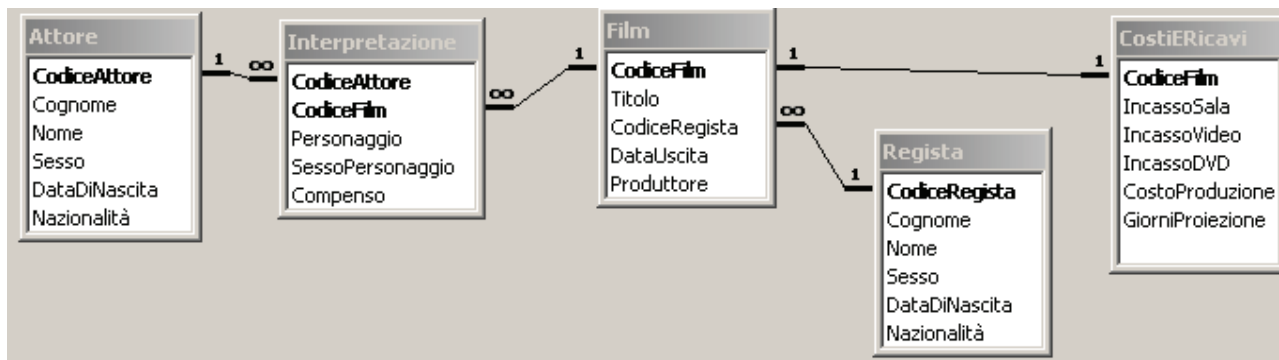 Attore
CodiceAttore
Cognome
Nome
Sesso
DataDiNascita
Nazionalità
1 ∞
Interpretazione
CodiceAttore
CodiceFilm
Personaggio
SessoPersonaggio
Compenso
∞ 1
Film
CodiceFilm
Titolo
CodiceRegista
DataUscita
Produttore
1 1
∞ 1
Regista
CodiceRegista
Cognome
Nome
Sesso
DataDiNascita
Nazionalità
CostiERicavi
CodiceFilm
IncassoSala
IncassoVideo
IncassoDVD
CostoProduzione
GiorniProiezione